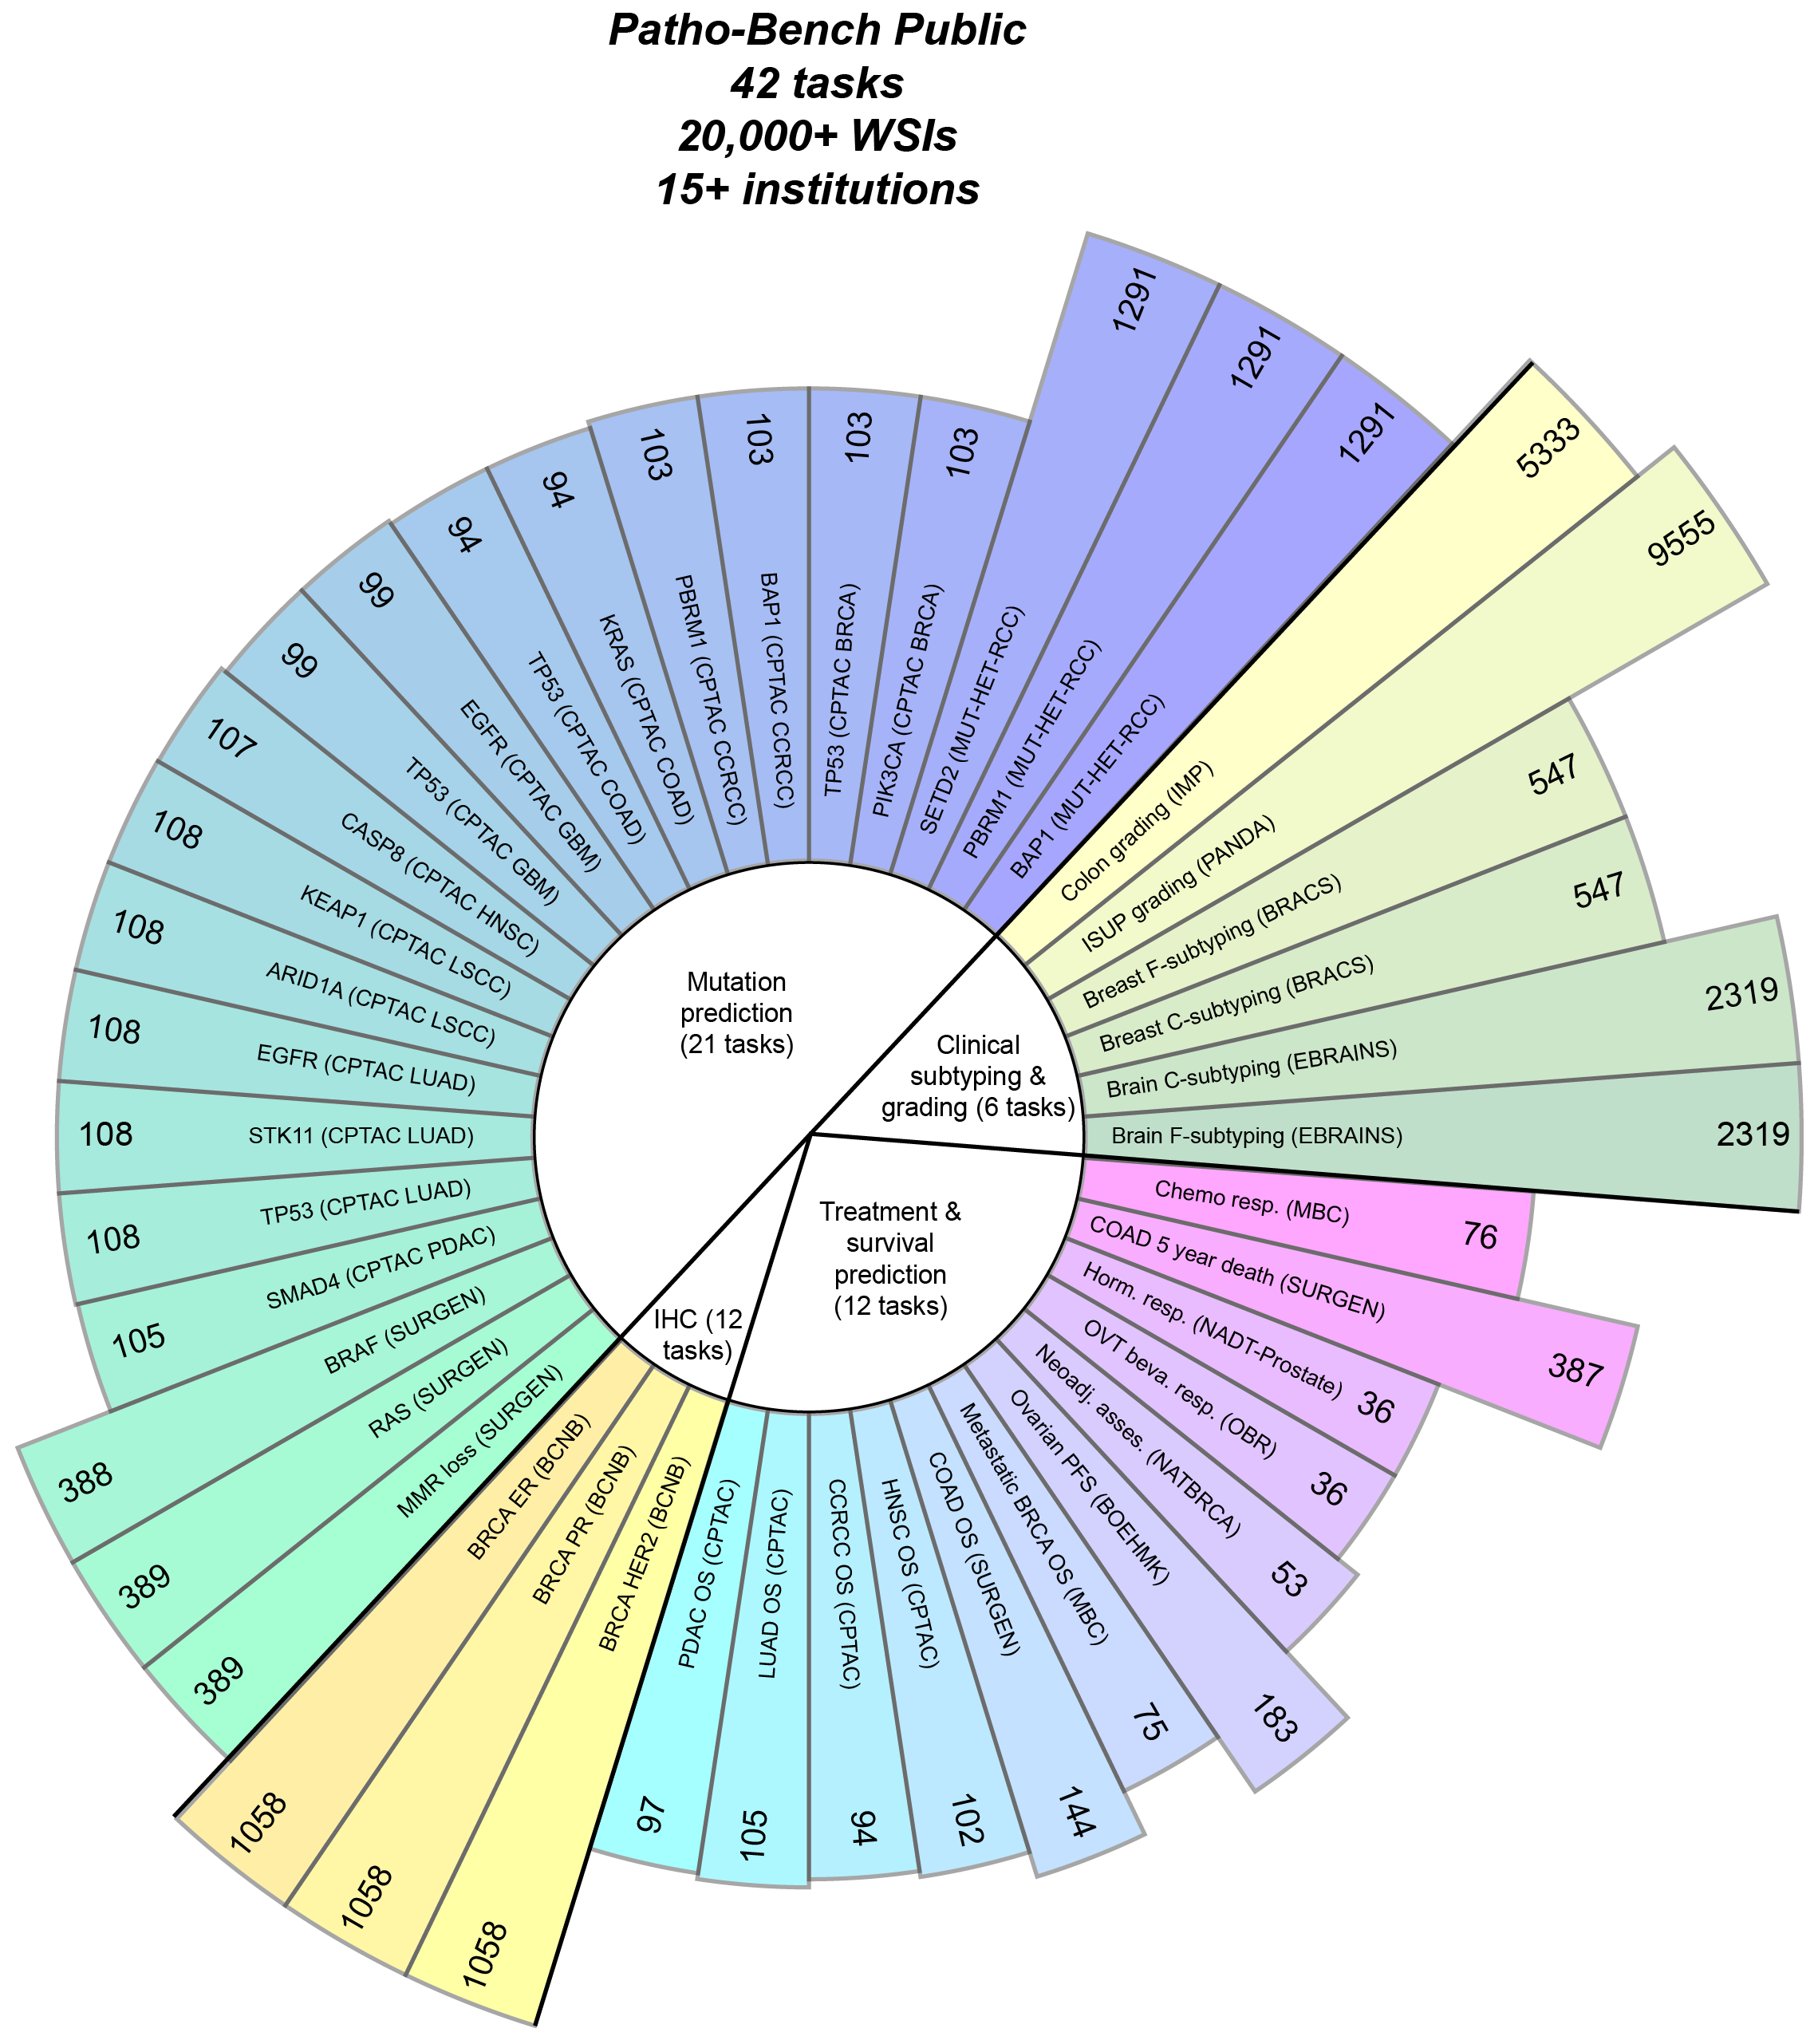 Patho-Bench Public
42 tasks
20,000+ WSIs
15+ institutions
Mutation
prediction
(21 tasks)
Clinical
subtyping &
grading (6 tasks)
Treatment &
survival
prediction
(12 tasks)
IHC (12
tasks)
SETD2 (MUT-HET-RCC)
1291
PBRM1 (MUT-HET-RCC)
1291
BAP1 (MUT-HET-RCC)
1291
Colon grading (IMP)
5333
ISUP grading (PANDA)
9555
Breast F-subtyping (BRACS)
547
Breast C-subtyping (BRACS)
547
Brain C-subtyping (EBRAINS)
2319
Brain F-subtyping (EBRAINS)
2319
Chemo resp. (MBC)
76
COAD 5 year death (SURGEN)
387
Horm. resp. (NADT-Prostate)
36
OVT beva. resp. (OBR)
36
Neoadj. asses. (NATBRCA)
53
Ovarian PFS (BOEHMK)
183
Metastatic BRCA OS (MBC)
75
COAD OS (SURGEN)
144
HNSC OS (CPTAC)
102
CCRCC OS (CPTAC)
94
LUAD OS (CPTAC)
105
PDAC OS (CPTAC)
97
BRCA HER2 (BCNB)
1058
BRCA PR (BCNB)
1058
BRCA ER (BCNB)
1058
MMR loss (SURGEN)
389
RAS (SURGEN)
389
BRAF (SURGEN)
388
SMAD4 (CPTAC PDAC)
105
TP53 (CPTAC LUAD)
108
STK11 (CPTAC LUAD)
108
EGFR (CPTAC LUAD)
108
ARID1A (CPTAC LSCC)
108
KEAP1 (CPTAC LSCC)
108
CASP8 (CPTAC HNSC)
107
TP53 (CPTAC GBM)
99
EGFR (CPTAC GBM)
99
TP53 (CPTAC COAD)
94
KRAS (CPTAC COAD)
94
PBRM1 (CPTAC CCRCC)
103
BAP1 (CPTAC CCRCC)
103
TP53 (CPTAC BRCA)
103
PIK3CA (CPTAC BRCA)
103